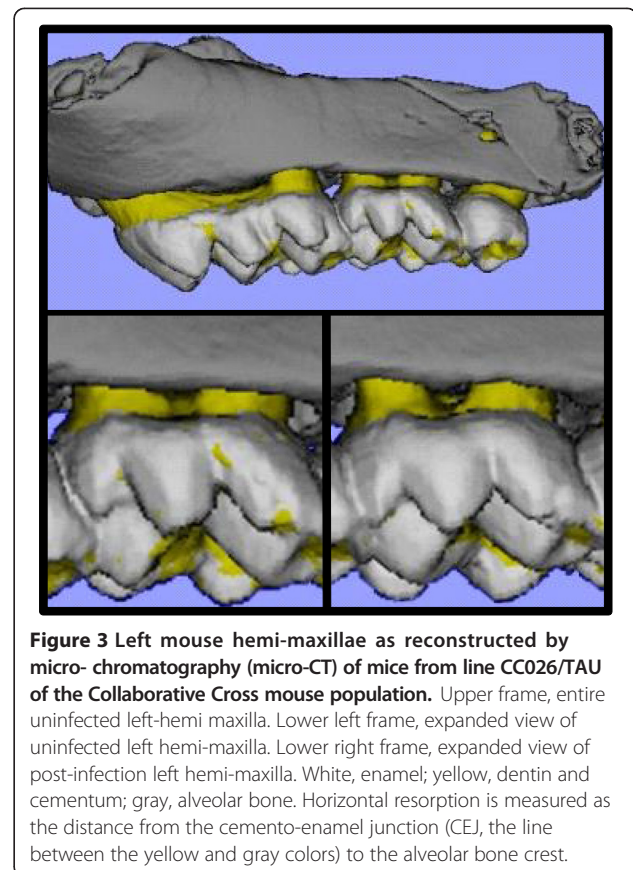 Figure 3 Left mouse hemi-maxillae as reconstructed by
micro- chromatography (micro-CT) of mice from line CC026/TAU
of the Collaborative Cross mouse population. Upper frame, entire
uninfected left-hemi maxilla. Lower left frame, expanded view of
uninfected left hemi-maxilla. Lower right frame, expanded view of
post-infection left hemi-maxilla. White, enamel; yellow, dentin and
cementum; gray, alveolar bone. Horizontal resorption is measured as
the distance from the cemento-enamel junction (CEJ, the line
between the yellow and gray colors) to the alveolar bone crest.